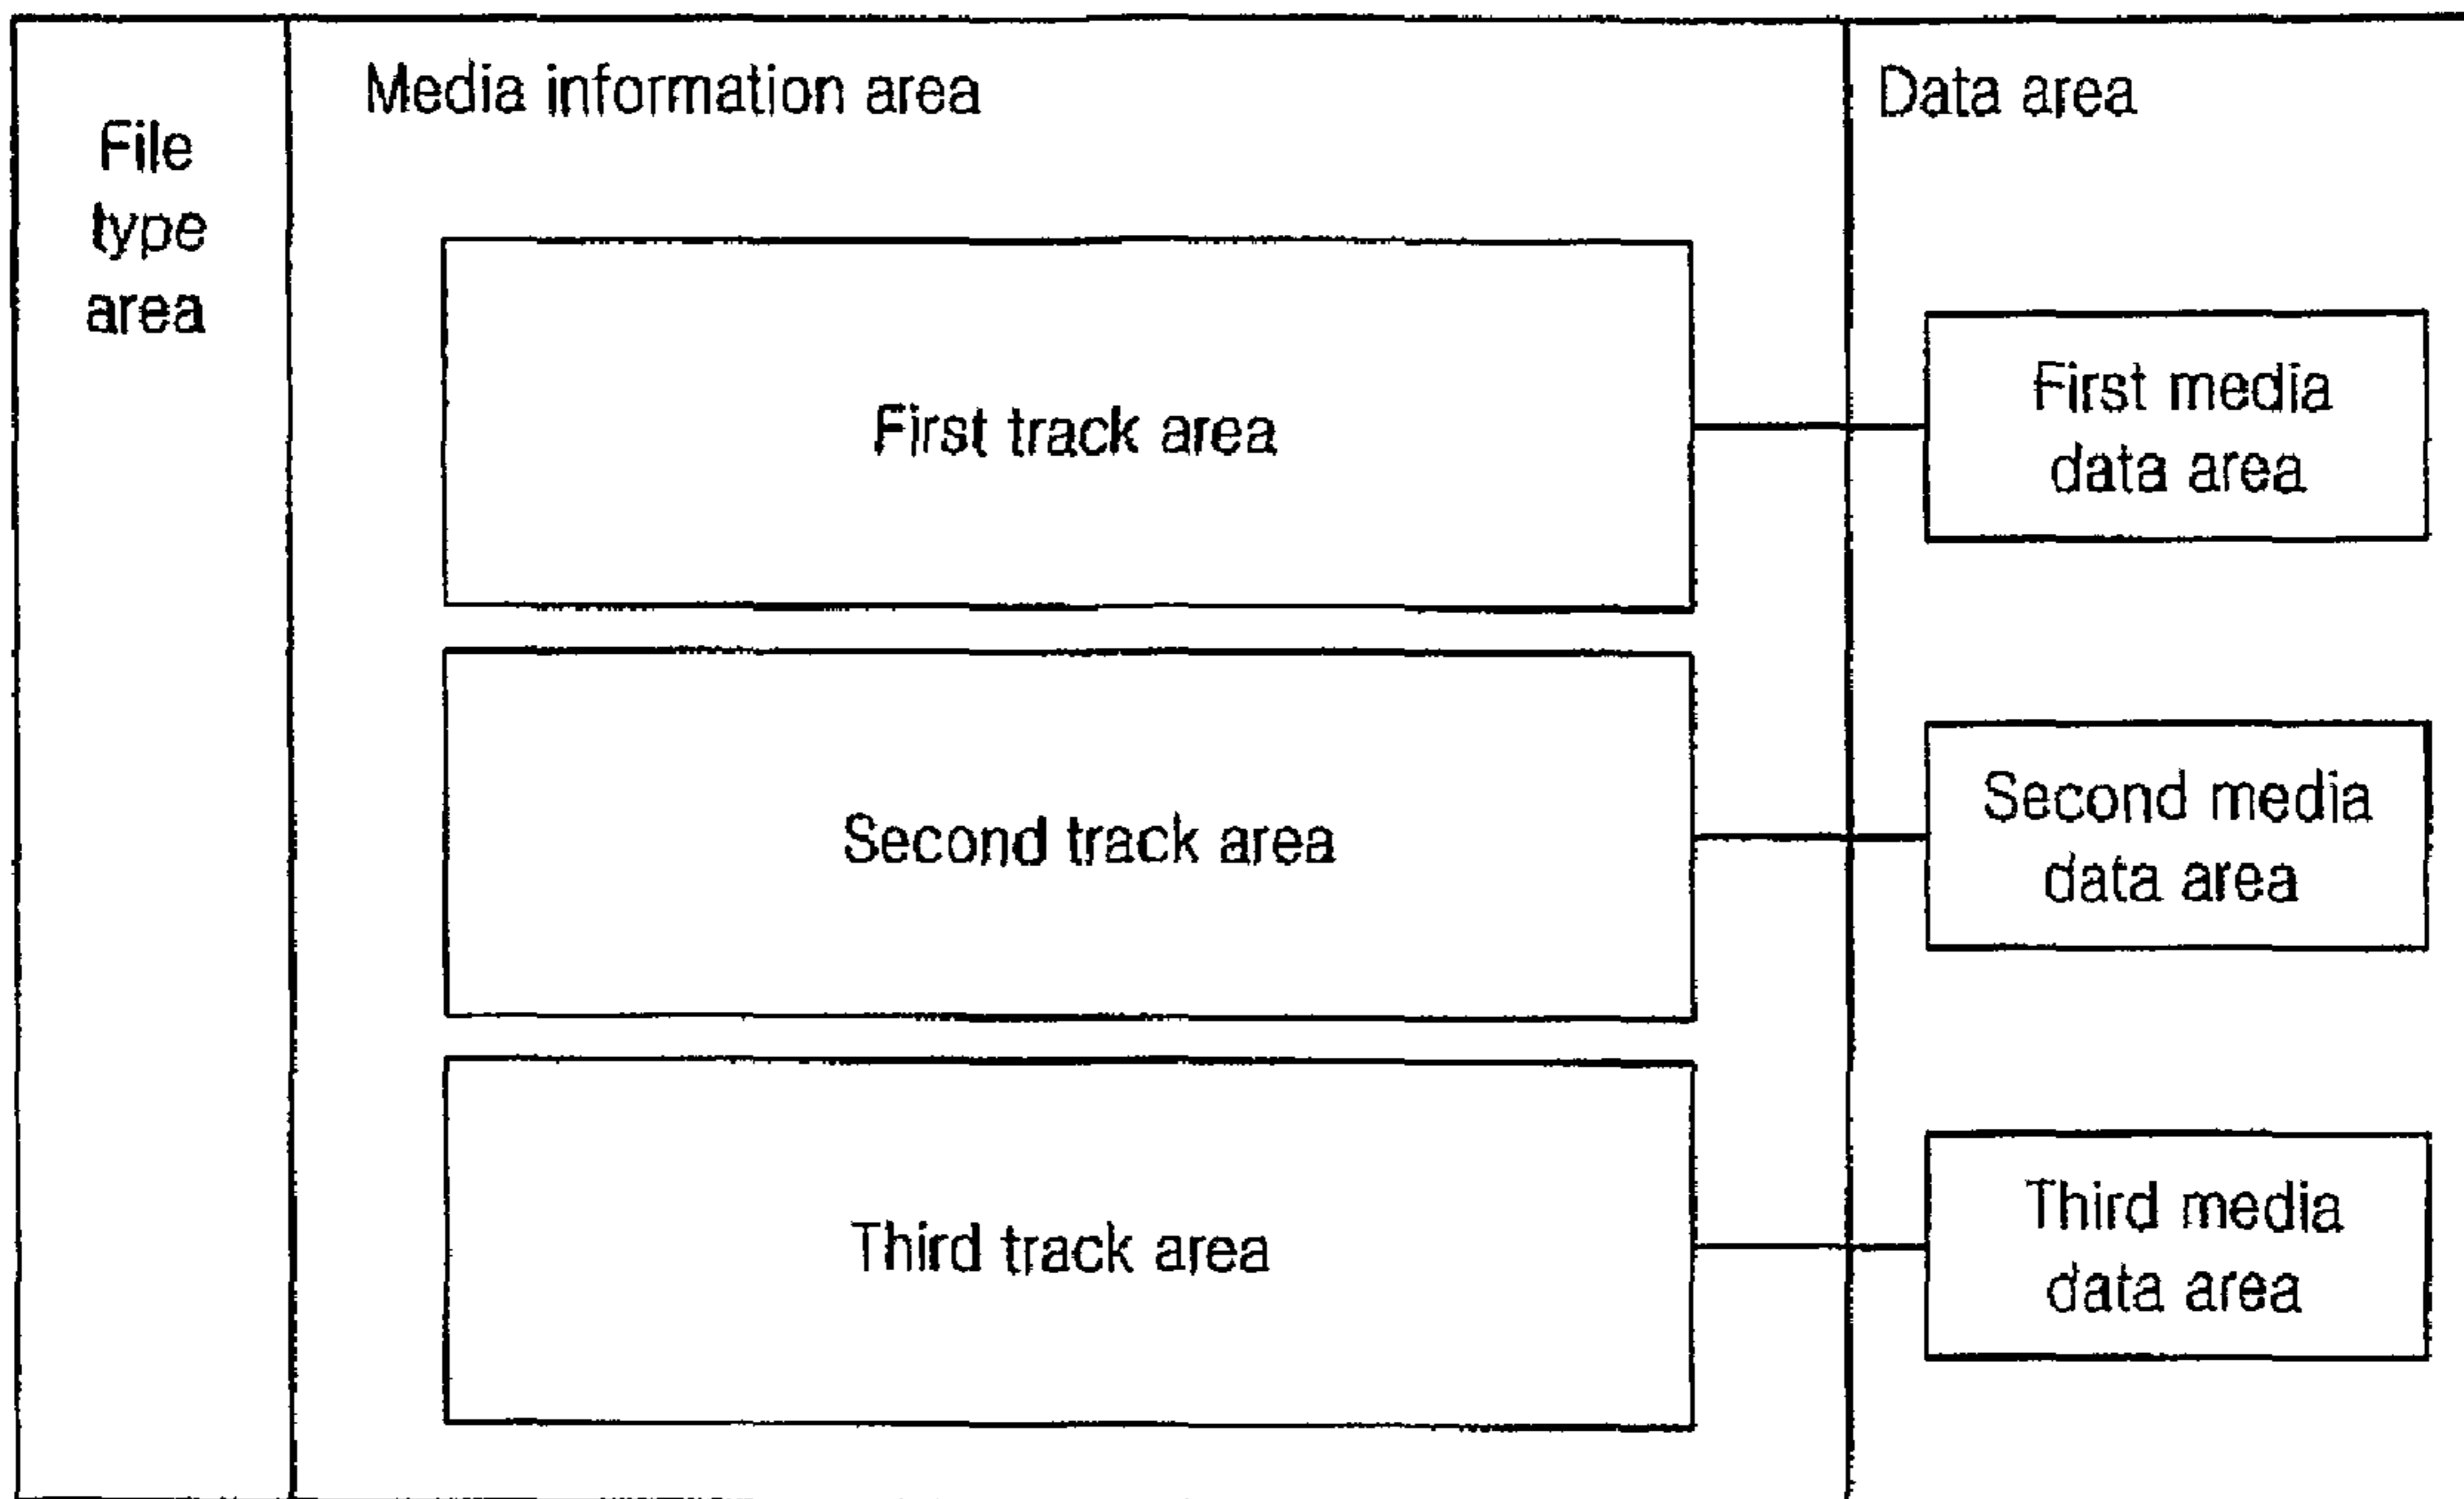 File
type
area
Media information area
First track area
Second track area
Third track area
Data area
First media
data area
Second media
data area
Third media
data area